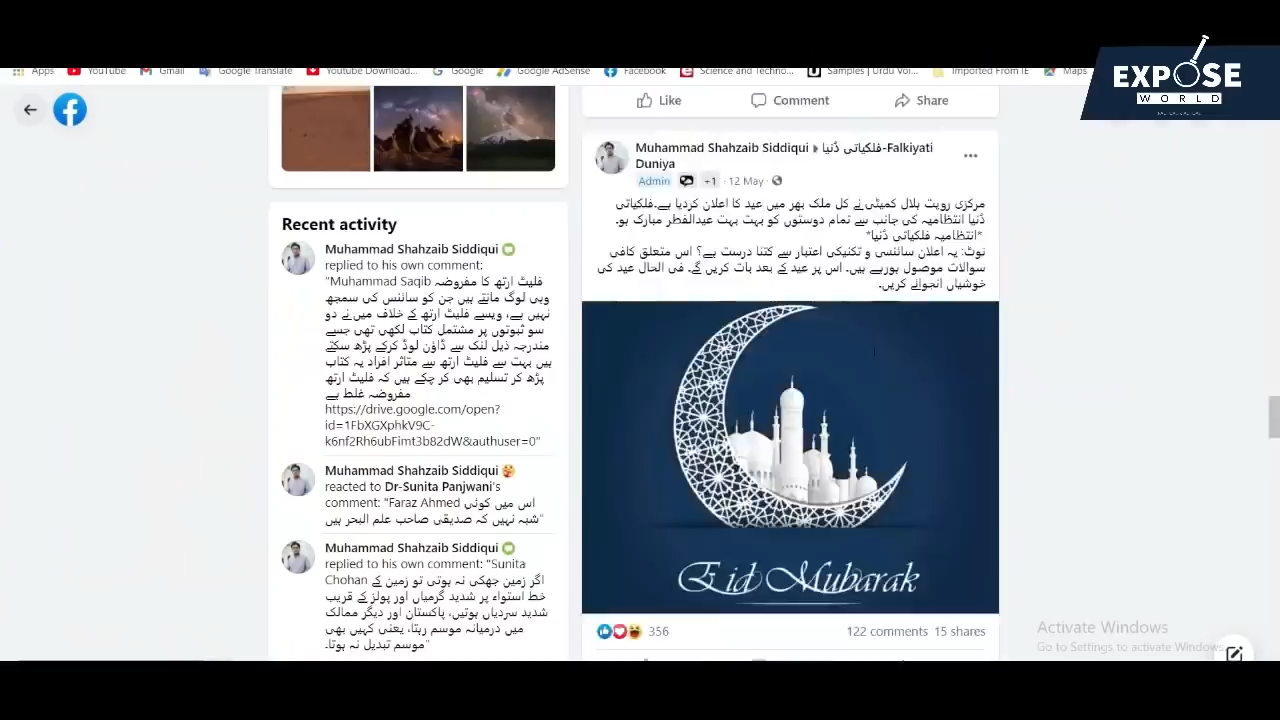 Apps YouTube Gmail Google Translate Youtube Download... Google Google AdSense Facebook Science and Techno... Samples | Urdu Voi... Imported From IE Maps
EXPOSE
WORLD
Like Comment Share
Muhammad Shahzaib Siddiqui ▸ فلکیاتی دُنیا-Falkiyati
Duniya
Admin +1 · 12 May ·
مرکزی رویت ہلال کمیٹی نے کل ملک بھر میں عید کا اعلان کردیا ہے۔فلکیاتی
دُنیا انتظامیہ کی جانب سے تمام دوستوں کو بہت بہت عیدالفطر مبارک ہو۔
*انتظامیہ فلکیاتی دُنیا*
نوٹ: یہ اعلان سائنسی و تکنیکی اعتبار سے کتنا درست ہے؟ اس متعلق کافی
سوالات موصول ہورہے ہیں۔ اس پر عید کے بعد بات کریں گے۔ فی الحال عید کی
خوشیاں انجوائے کریں۔
Eid Mubarak
356 122 comments 15 shares
Recent activity
Muhammad Shahzaib Siddiqui
replied to his own comment:
"Muhammad Saqib فلیٹ ارتھ کا مفروضہ
وہی لوگ مانتے ہیں جن کو سائنس کی سمجھ
نہیں ہے، ویسے فلیٹ ارتھ کے خلاف میں نے دو
سو ثبوتوں پر مشتمل کتاب لکھی تھی جسے
مندرجہ ذیل لنک سے ڈاؤن لوڈ کرکے پڑھ سکتے
ہیں بہت سے فلیٹ ارتھ سے متاثر افراد یہ کتاب
پڑھ کر تسلیم بھی کر چکے ہیں کہ فلیٹ ارتھ
مفروضہ غلط ہے
https://drive.google.com/open?
id=1FbXGXphkV9C-
k6nf2Rh6ubFimt3b82dW&authuser=0"
Muhammad Shahzaib Siddiqui
reacted to Dr-Sunita Panjwani's
comment: "Faraz Ahmed اس میں کوئی
شبہ نہیں کہ صدیقی صاحب علم البحر ہیں"
Muhammad Shahzaib Siddiqui
replied to his own comment: "Sunita
Chohan اگر زمین جھکی نہ ہوتی تو زمین کے
خط استواء پر شدید گرمیاں اور پولز کے قریب
شدید سردیاں ہوتیں، پاکستان اور دیگر ممالک
میں درمیانہ موسم رہتا، یعنی کہیں بھی
موسم تبدیل نہ ہوتا۔"
Activate Windows
Go to Settings to activate Windows.